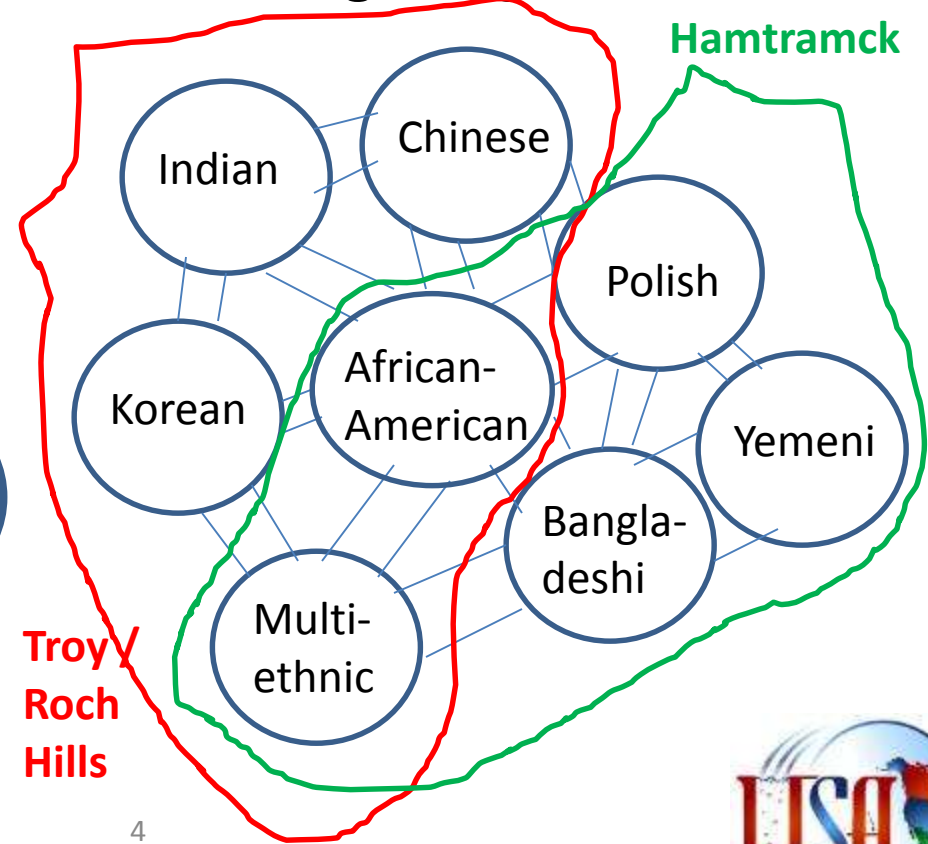 Hamtramck
Chinese
Indian
Polish
African-
American
Korean
Yemeni
Bangla-
deshi
Multi-
ethnic
Troy /
Roch
Hills
4